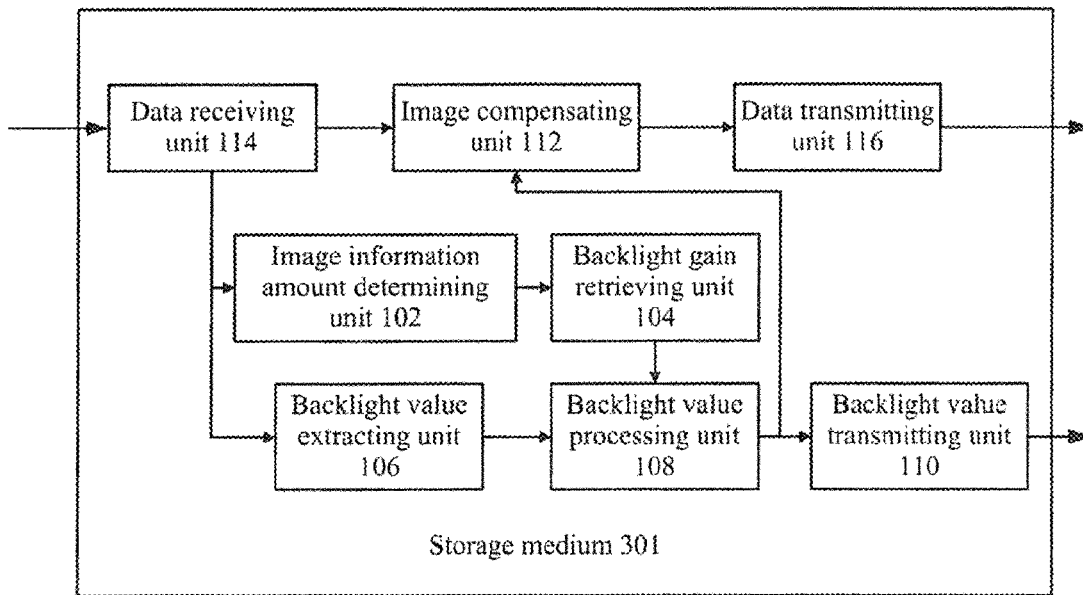 Data receiving
unit 114
Image compensating
unit 112
Data transmitting
unit 116
Image information
amount determining
unit 102
Backlight gain
retrieving unit
104
Backlight value
extracting unit
106
Backlight value
processing unit
108
Backlight value
transmitting unit
110
Storage medium 301